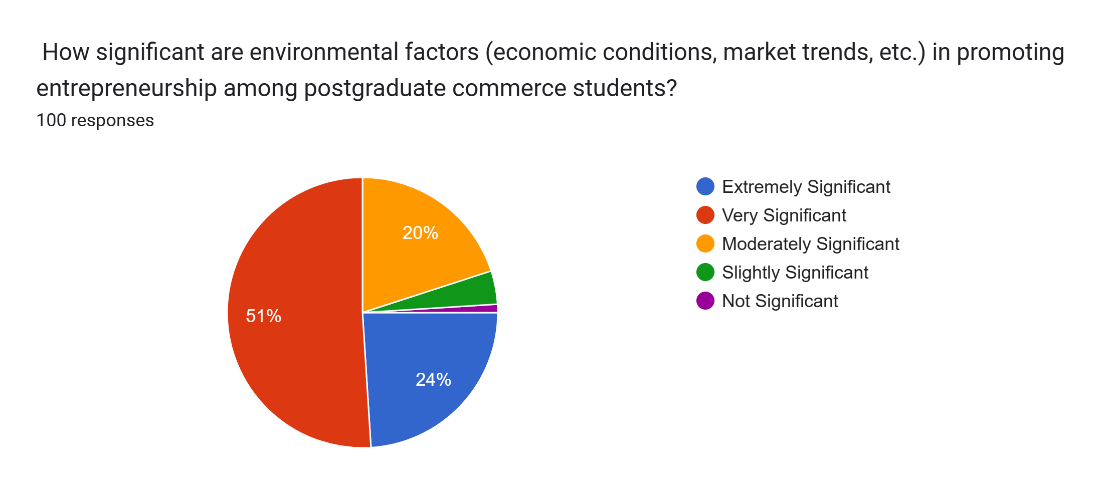 How significant are environmental factors (economic conditions, market trends, etc.) in promoting
entrepreneurship among postgraduate commerce students?
100 responses
20%
51%
24%
Extremely Significant
Very Significant
Moderately Significant
Slightly Significant
Not Significant